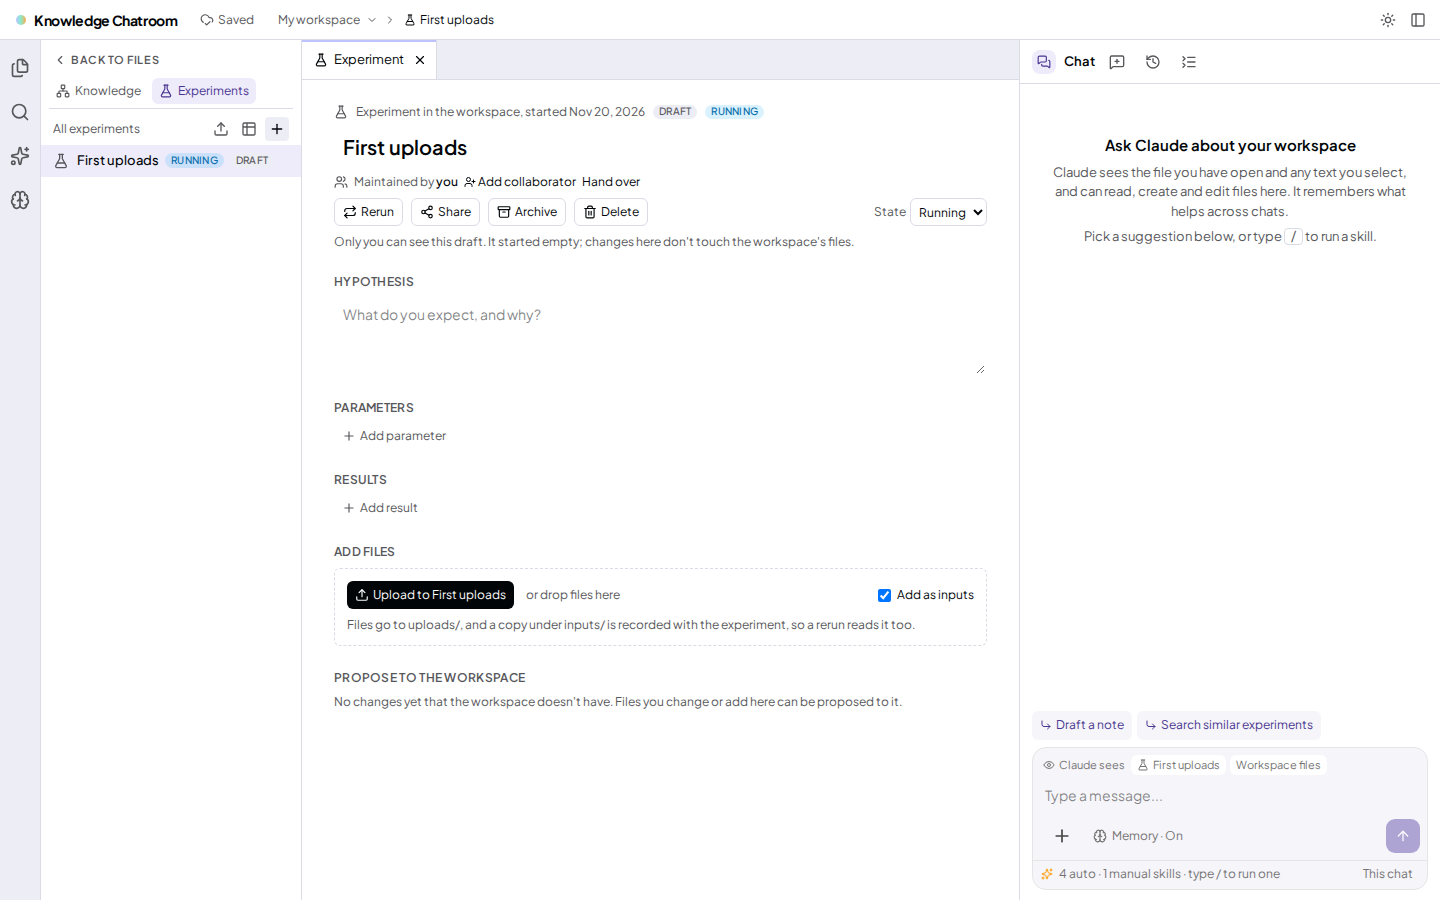 Knowledge Chatroom
Saved
My workspace
First uploads
BACK TO FILES
Knowledge
Experiments
All experiments
First uploads RUNNING DRAFT
Experiment
Experiment in the workspace, started Nov 20, 2026 DRAFT RUNNING
First uploads
Maintained by you Add collaborator Hand over
Rerun Share Archive Delete State Running
Only you can see this draft. It started empty; changes here don't touch the workspace's files.
HYPOTHESIS
What do you expect, and why?
PARAMETERS
Add parameter
RESULTS
Add result
ADD FILES
Upload to First uploads or drop files here Add as inputs
Files go to uploads/, and a copy under inputs/ is recorded with the experiment, so a rerun reads it too.
PROPOSE TO THE WORKSPACE
No changes yet that the workspace doesn't have. Files you change or add here can be proposed to it.
Chat
Ask Claude about your workspace
Claude sees the file you have open and any text you select,
and can read, create and edit files here. It remembers what
helps across chats.
Pick a suggestion below, or type / to run a skill.
Draft a note Search similar experiments
Claude sees First uploads Workspace files
Type a message...
Memory · On
4 auto · 1 manual skills · type / to run one This chat